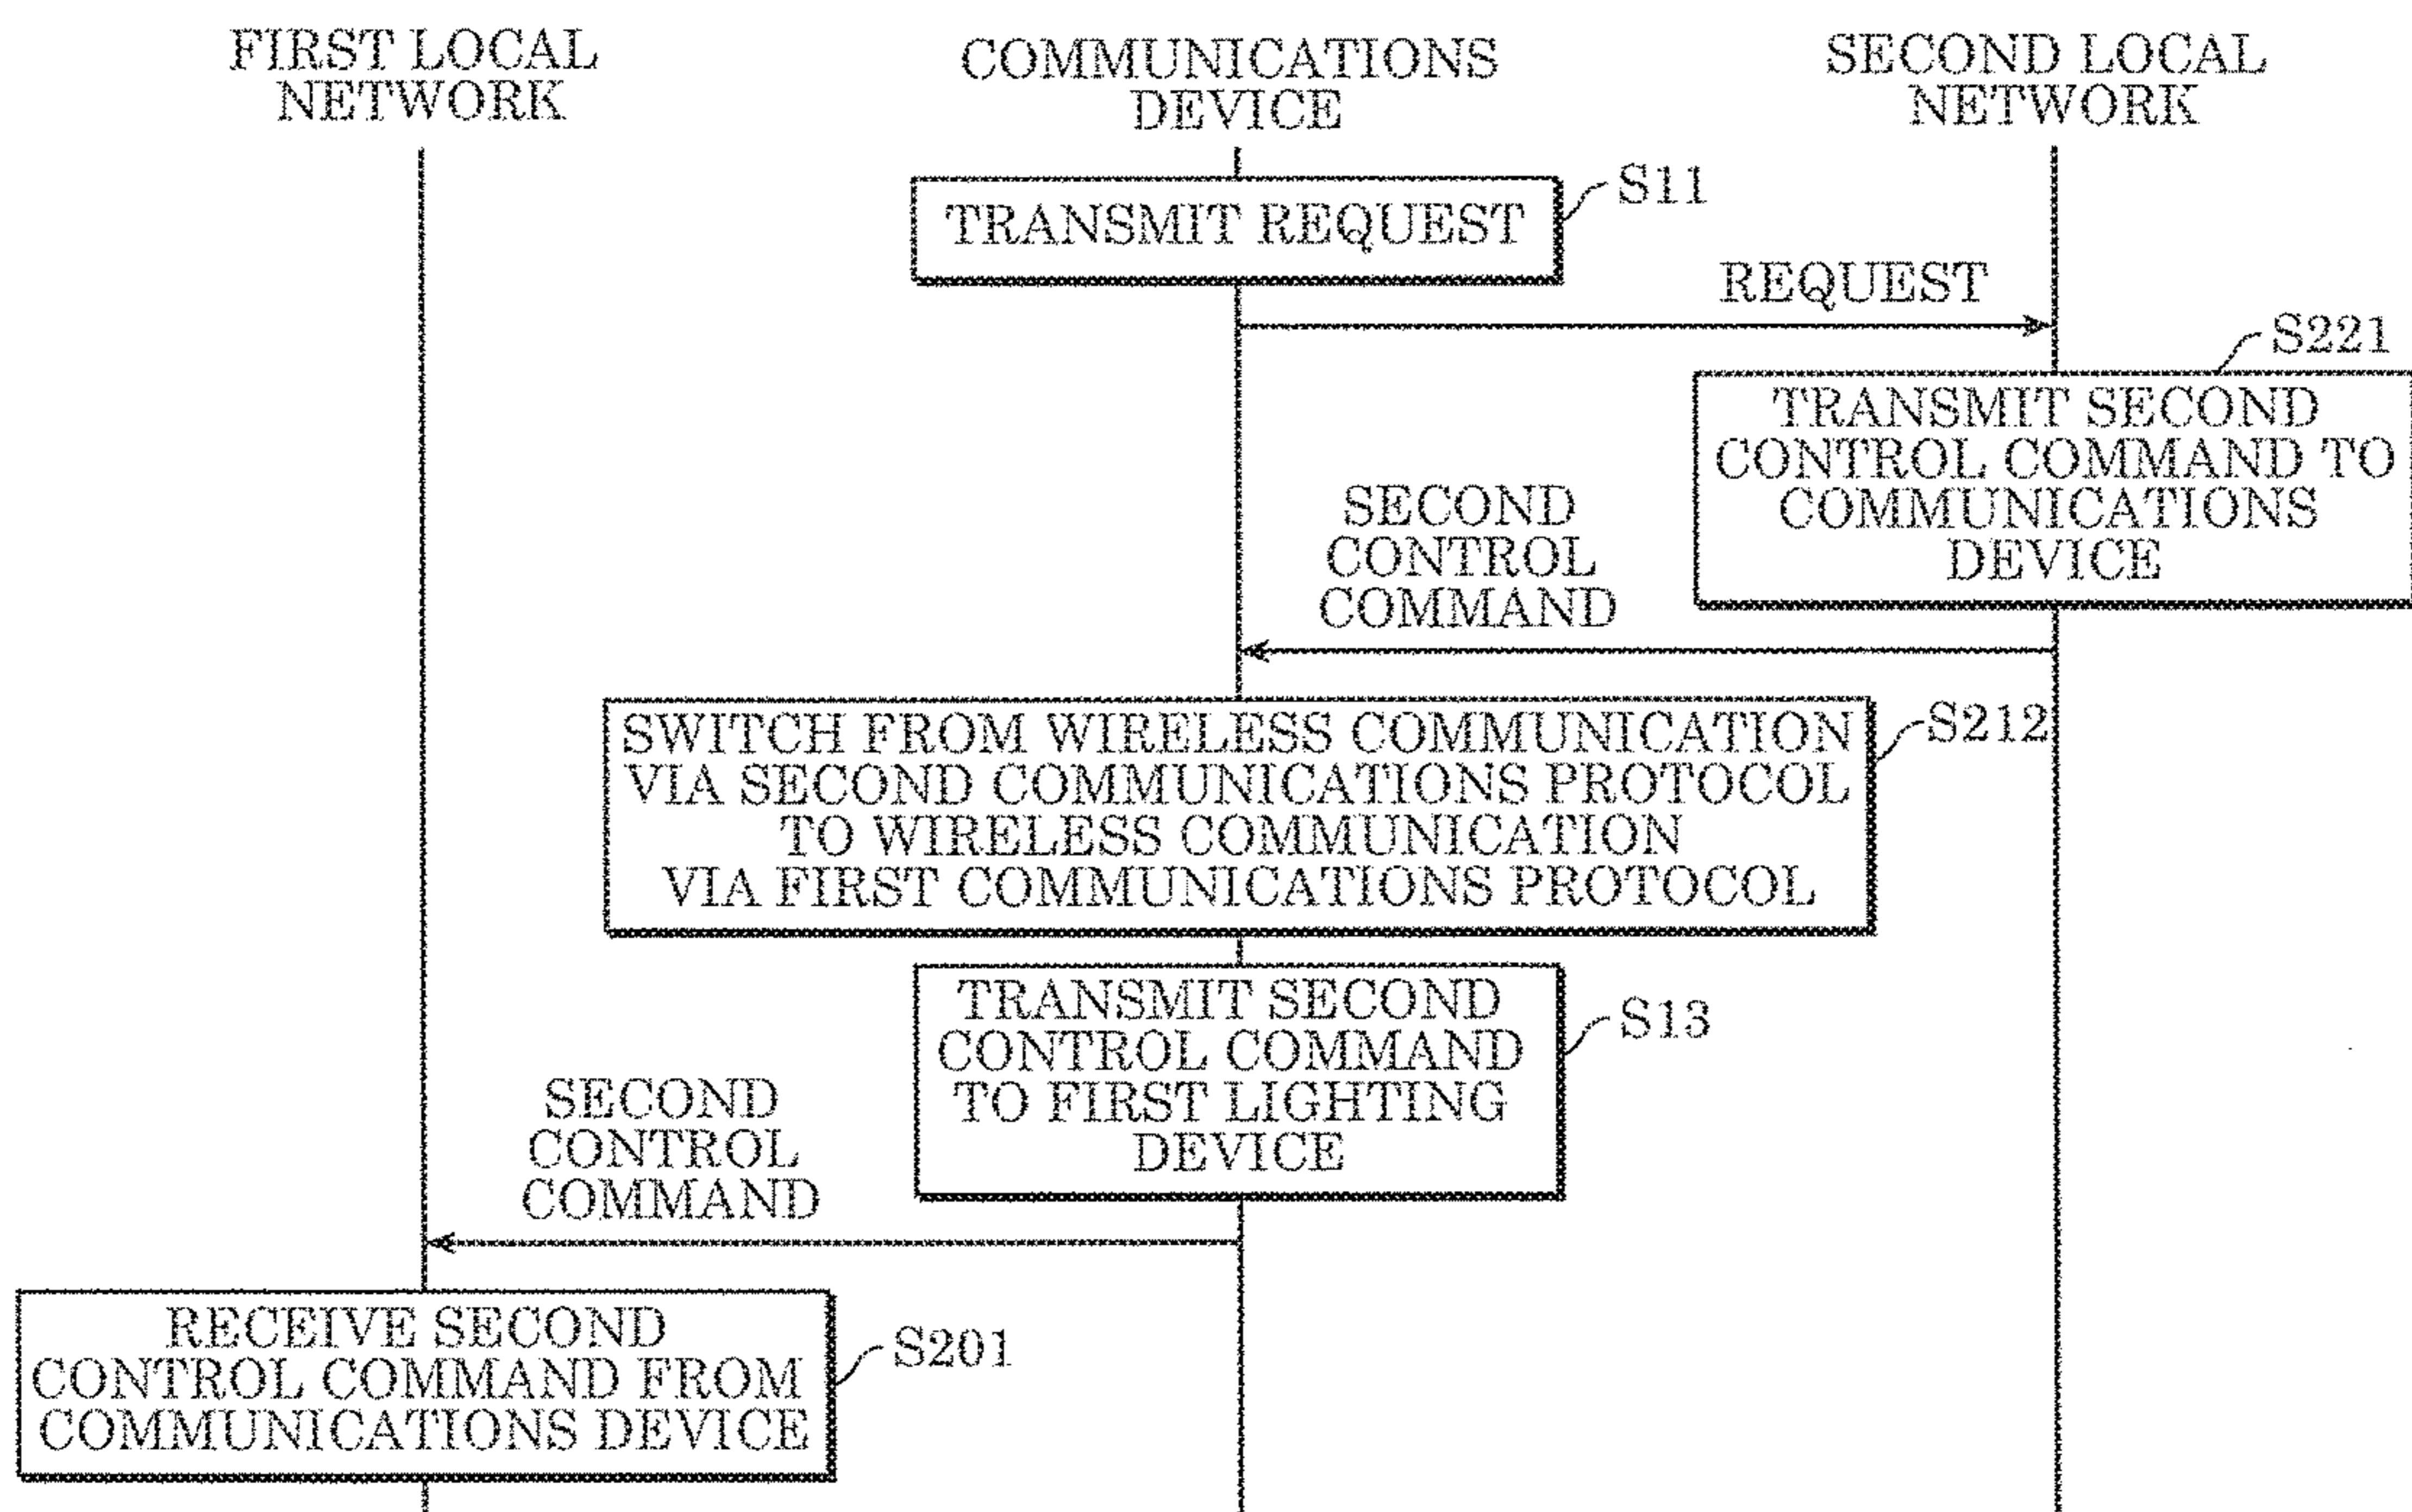 FIRST LOCAL
NETWORK
COMMUNICATIONS
DEVICE
SECOND LOCAL
NETWORK
TRANSMIT REQUEST
S11
REQUEST
S221
TRANSMIT SECOND
CONTROL COMMAND TO
COMMUNICATIONS
DEVICE
SECOND
CONTROL
COMMAND
SWITCH FROM WIRELESS COMMUNICATION
VIA SECOND COMMUNICATIONS PROTOCOL
TO WIRELESS COMMUNICATION
VIA FIRST COMMUNICATIONS PROTOCOL
S212
TRANSMIT SECOND
CONTROL COMMAND
TO FIRST LIGHTING
DEVICE
S13
SECOND
CONTROL
COMMAND
RECEIVE SECOND
CONTROL COMMAND FROM
COMMUNICATIONS DEVICE
S201